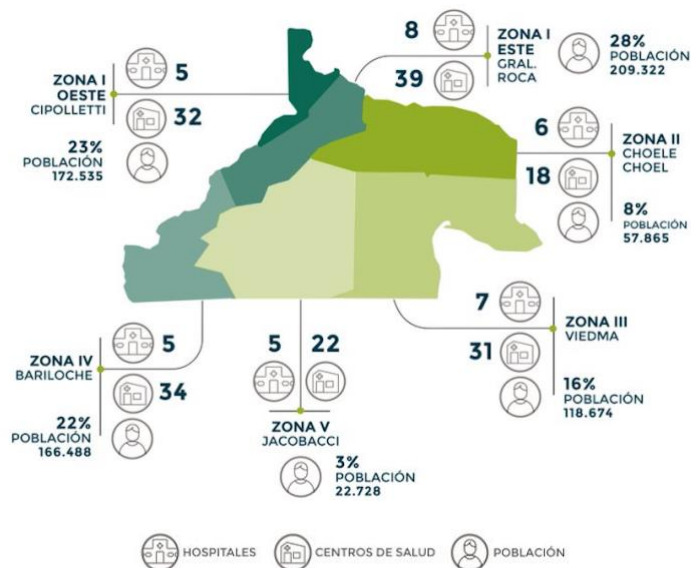 ZONA I
OESTE
CIPOLLETTI
5
32
23%
POBLACIÓN
172.535
8
39
ZONA I
ESTE
GRAL.
ROCA
28%
POBLACIÓN
209.322
6
18
ZONA II
CHOELE
CHOEL
8%
POBLACIÓN
57.865
7
31
ZONA III
VIEDMA
16%
POBLACIÓN
118.674
ZONA IV
BARILOCHE
5
34
22%
POBLACIÓN
166.488
5 22
ZONA V
JACOBACCI
3%
POBLACIÓN
22.728
HOSPITALES CENTROS DE SALUD POBLACIÓN